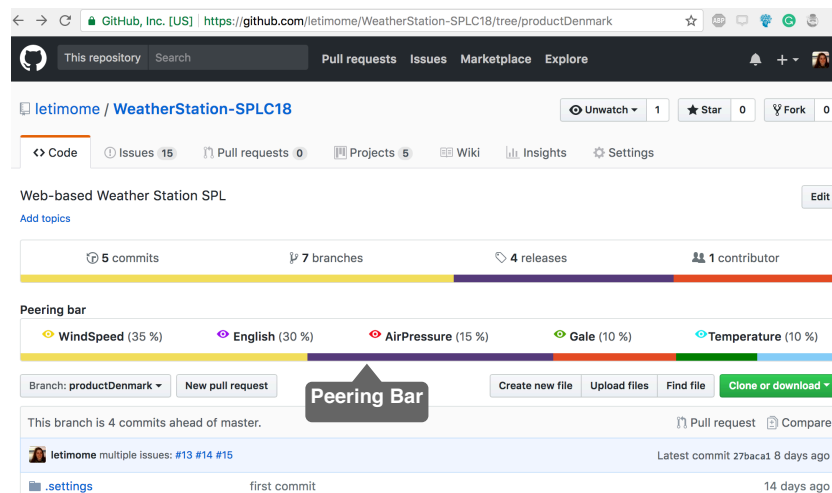 GitHub, Inc. [US] | https://github.com/letimome/WeatherStation-SPLC18/tree/productDenmark ABP
This repository Search Pull requests Issues Marketplace Explore
letimome / WeatherStation-SPLC18 Unwatch 1 Star 0 Fork 0
Code Issues 15 Pull requests 0 Projects 5 Wiki Insights Settings
Web-based Weather Station SPL Edit
Add topics
5 commits 7 branches 4 releases 1 contributor
Peering bar
WindSpeed (35 %) English (30 %) AirPressure (15 %) Gale (10 %) Temperature (10 %)
Branch: productDenmark New pull request Create new file Upload files Find file Clone or download
Peering Bar
This branch is 4 commits ahead of master. Pull request Compare
letimome multiple issues: #13 #14 #15 Latest commit 27baca1 8 days ago
.settings first commit 14 days ago